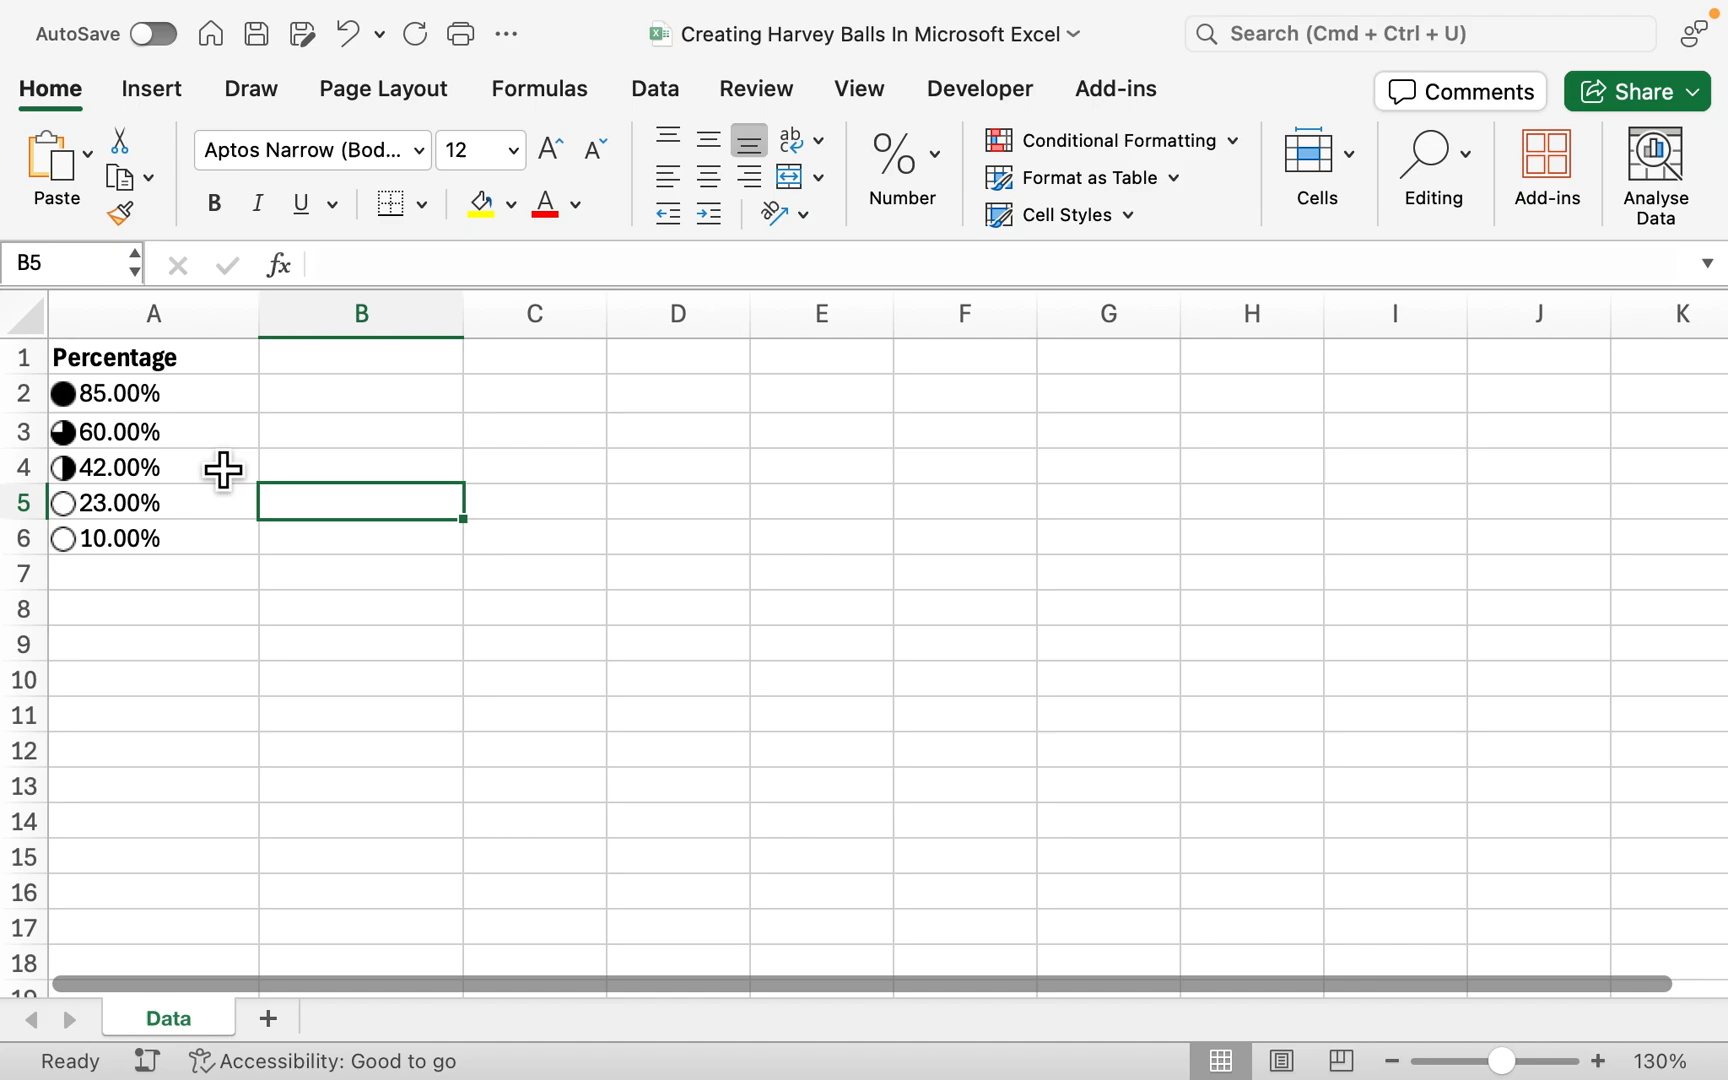 AutoSave
Creating Harvey Balls In Microsoft Excel
Search (Cmd + Ctrl + U)
Home Insert Draw Page Layout Formulas Data Review View Developer Add-ins
Comments
Share
Paste
Aptos Narrow (Bod... 12
B I U
A
ab
%
Number
Conditional Formatting
Format as Table
Cell Styles
Cells
Editing
Add-ins
Analyse
Data
B5
fx
A B C D E F G H I J K
1 Percentage
2 85.00%
3 60.00%
4 42.00%
5 23.00%
6 10.00%
7
8
9
10
11
12
13
14
15
16
17
18
19
Data
Ready
Accessibility: Good to go
130%